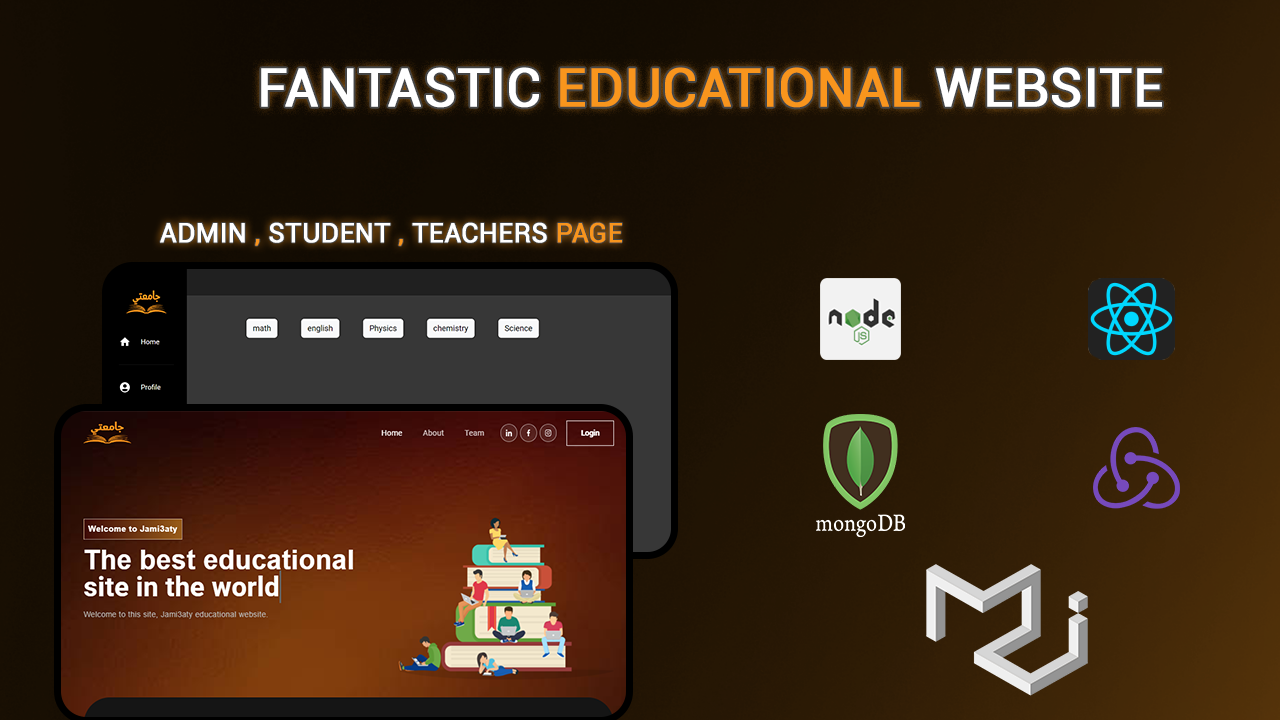 FANTASTIC EDUCATIONAL WEBSITE
ADMIN , STUDENT , TEACHERS PAGE
جامعتي
math english Physics chemistry Science
Home
Profile
جامعتي
Home About Team in f Login
Welcome to Jami3aty
The best educational
site in the world
Welcome to this site, Jami3aty educational website.
node
JS
mongoDB